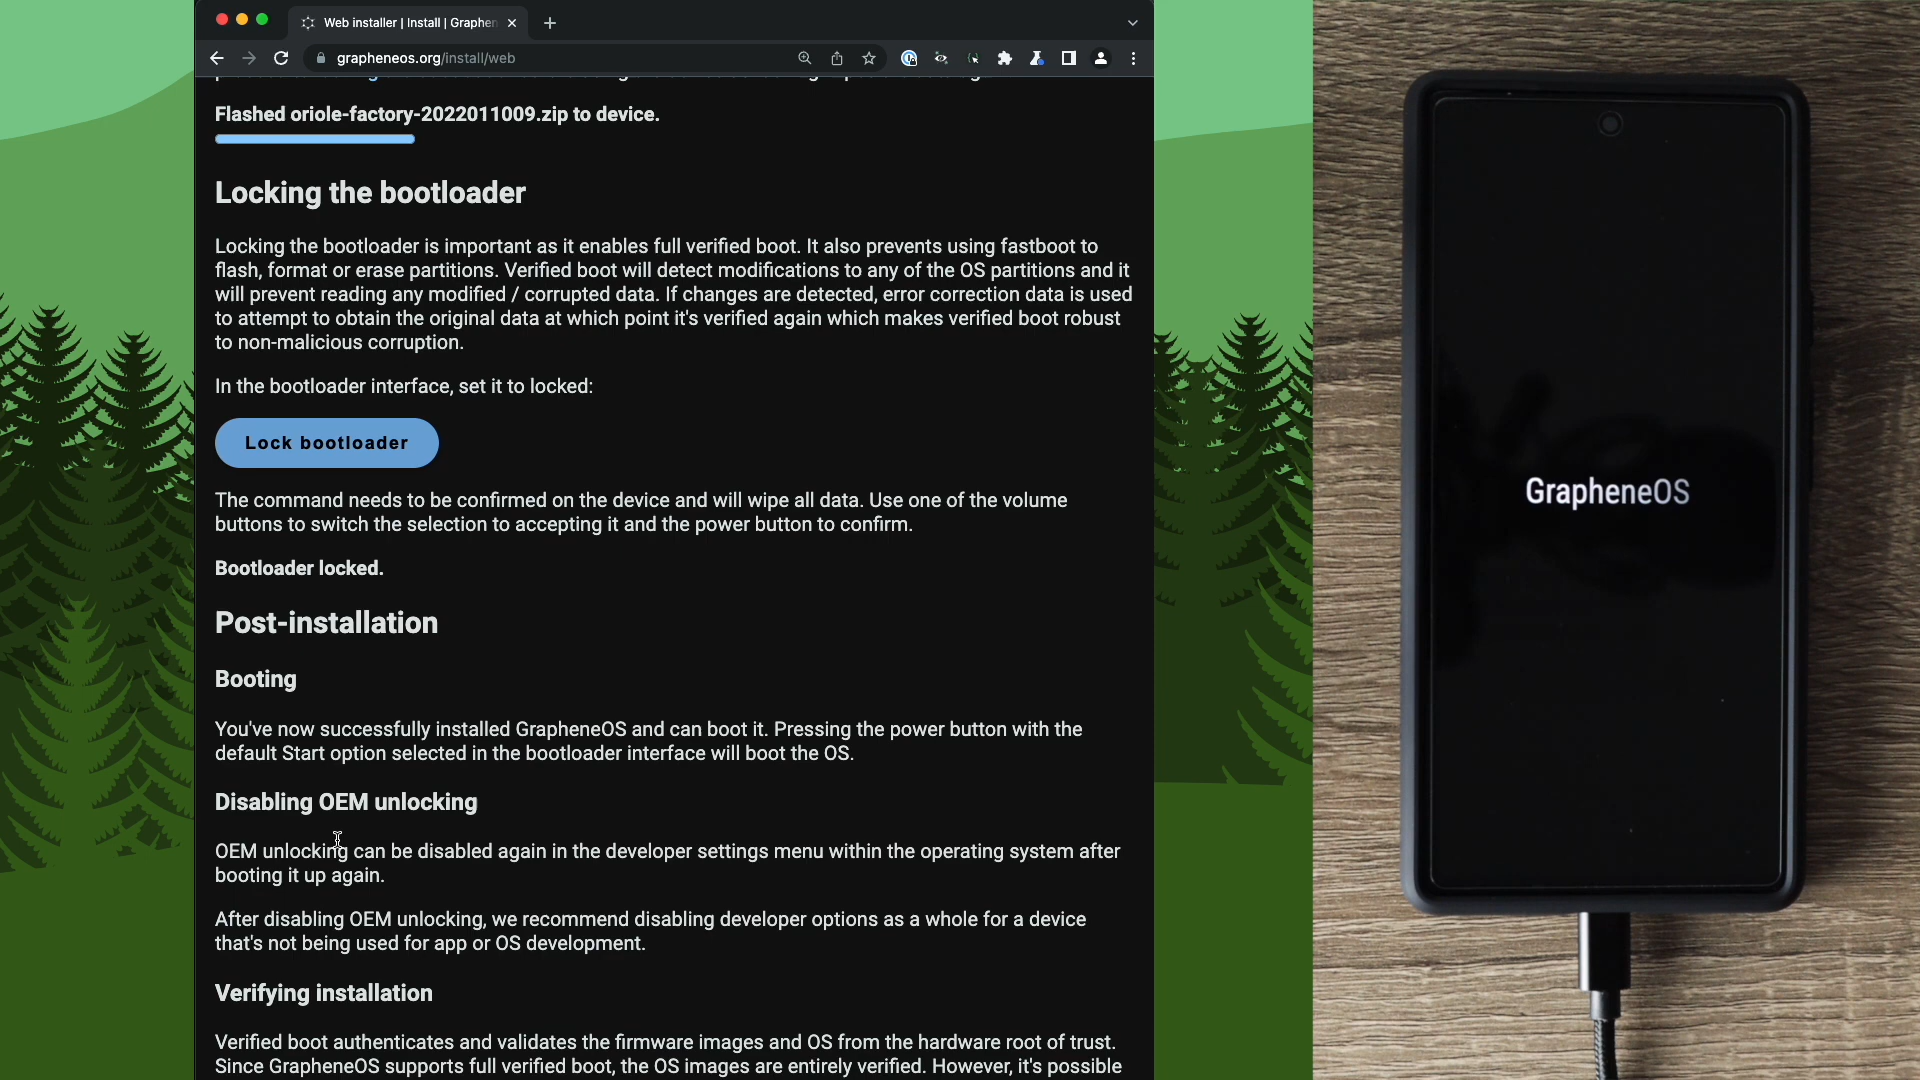 Web installer | Install | Graphen
grapheneos.org/install/web
Flashed oriole-factory-2022011009.zip to device.
Locking the bootloader
Locking the bootloader is important as it enables full verified boot. It also prevents using fastboot to
flash, format or erase partitions. Verified boot will detect modifications to any of the OS partitions and it
will prevent reading any modified / corrupted data. If changes are detected, error correction data is used
to attempt to obtain the original data at which point it's verified again which makes verified boot robust
to non-malicious corruption.
In the bootloader interface, set it to locked:
Lock bootloader
The command needs to be confirmed on the device and will wipe all data. Use one of the volume
buttons to switch the selection to accepting it and the power button to confirm.
Bootloader locked.
Post-installation
Booting
You've now successfully installed GrapheneOS and can boot it. Pressing the power button with the
default Start option selected in the bootloader interface will boot the OS.
Disabling OEM unlocking
OEM unlocking can be disabled again in the developer settings menu within the operating system after
booting it up again.
After disabling OEM unlocking, we recommend disabling developer options as a whole for a device
that's not being used for app or OS development.
Verifying installation
Verified boot authenticates and validates the firmware images and OS from the hardware root of trust.
Since GrapheneOS supports full verified boot, the OS images are entirely verified. However, it's possible
GrapheneOS